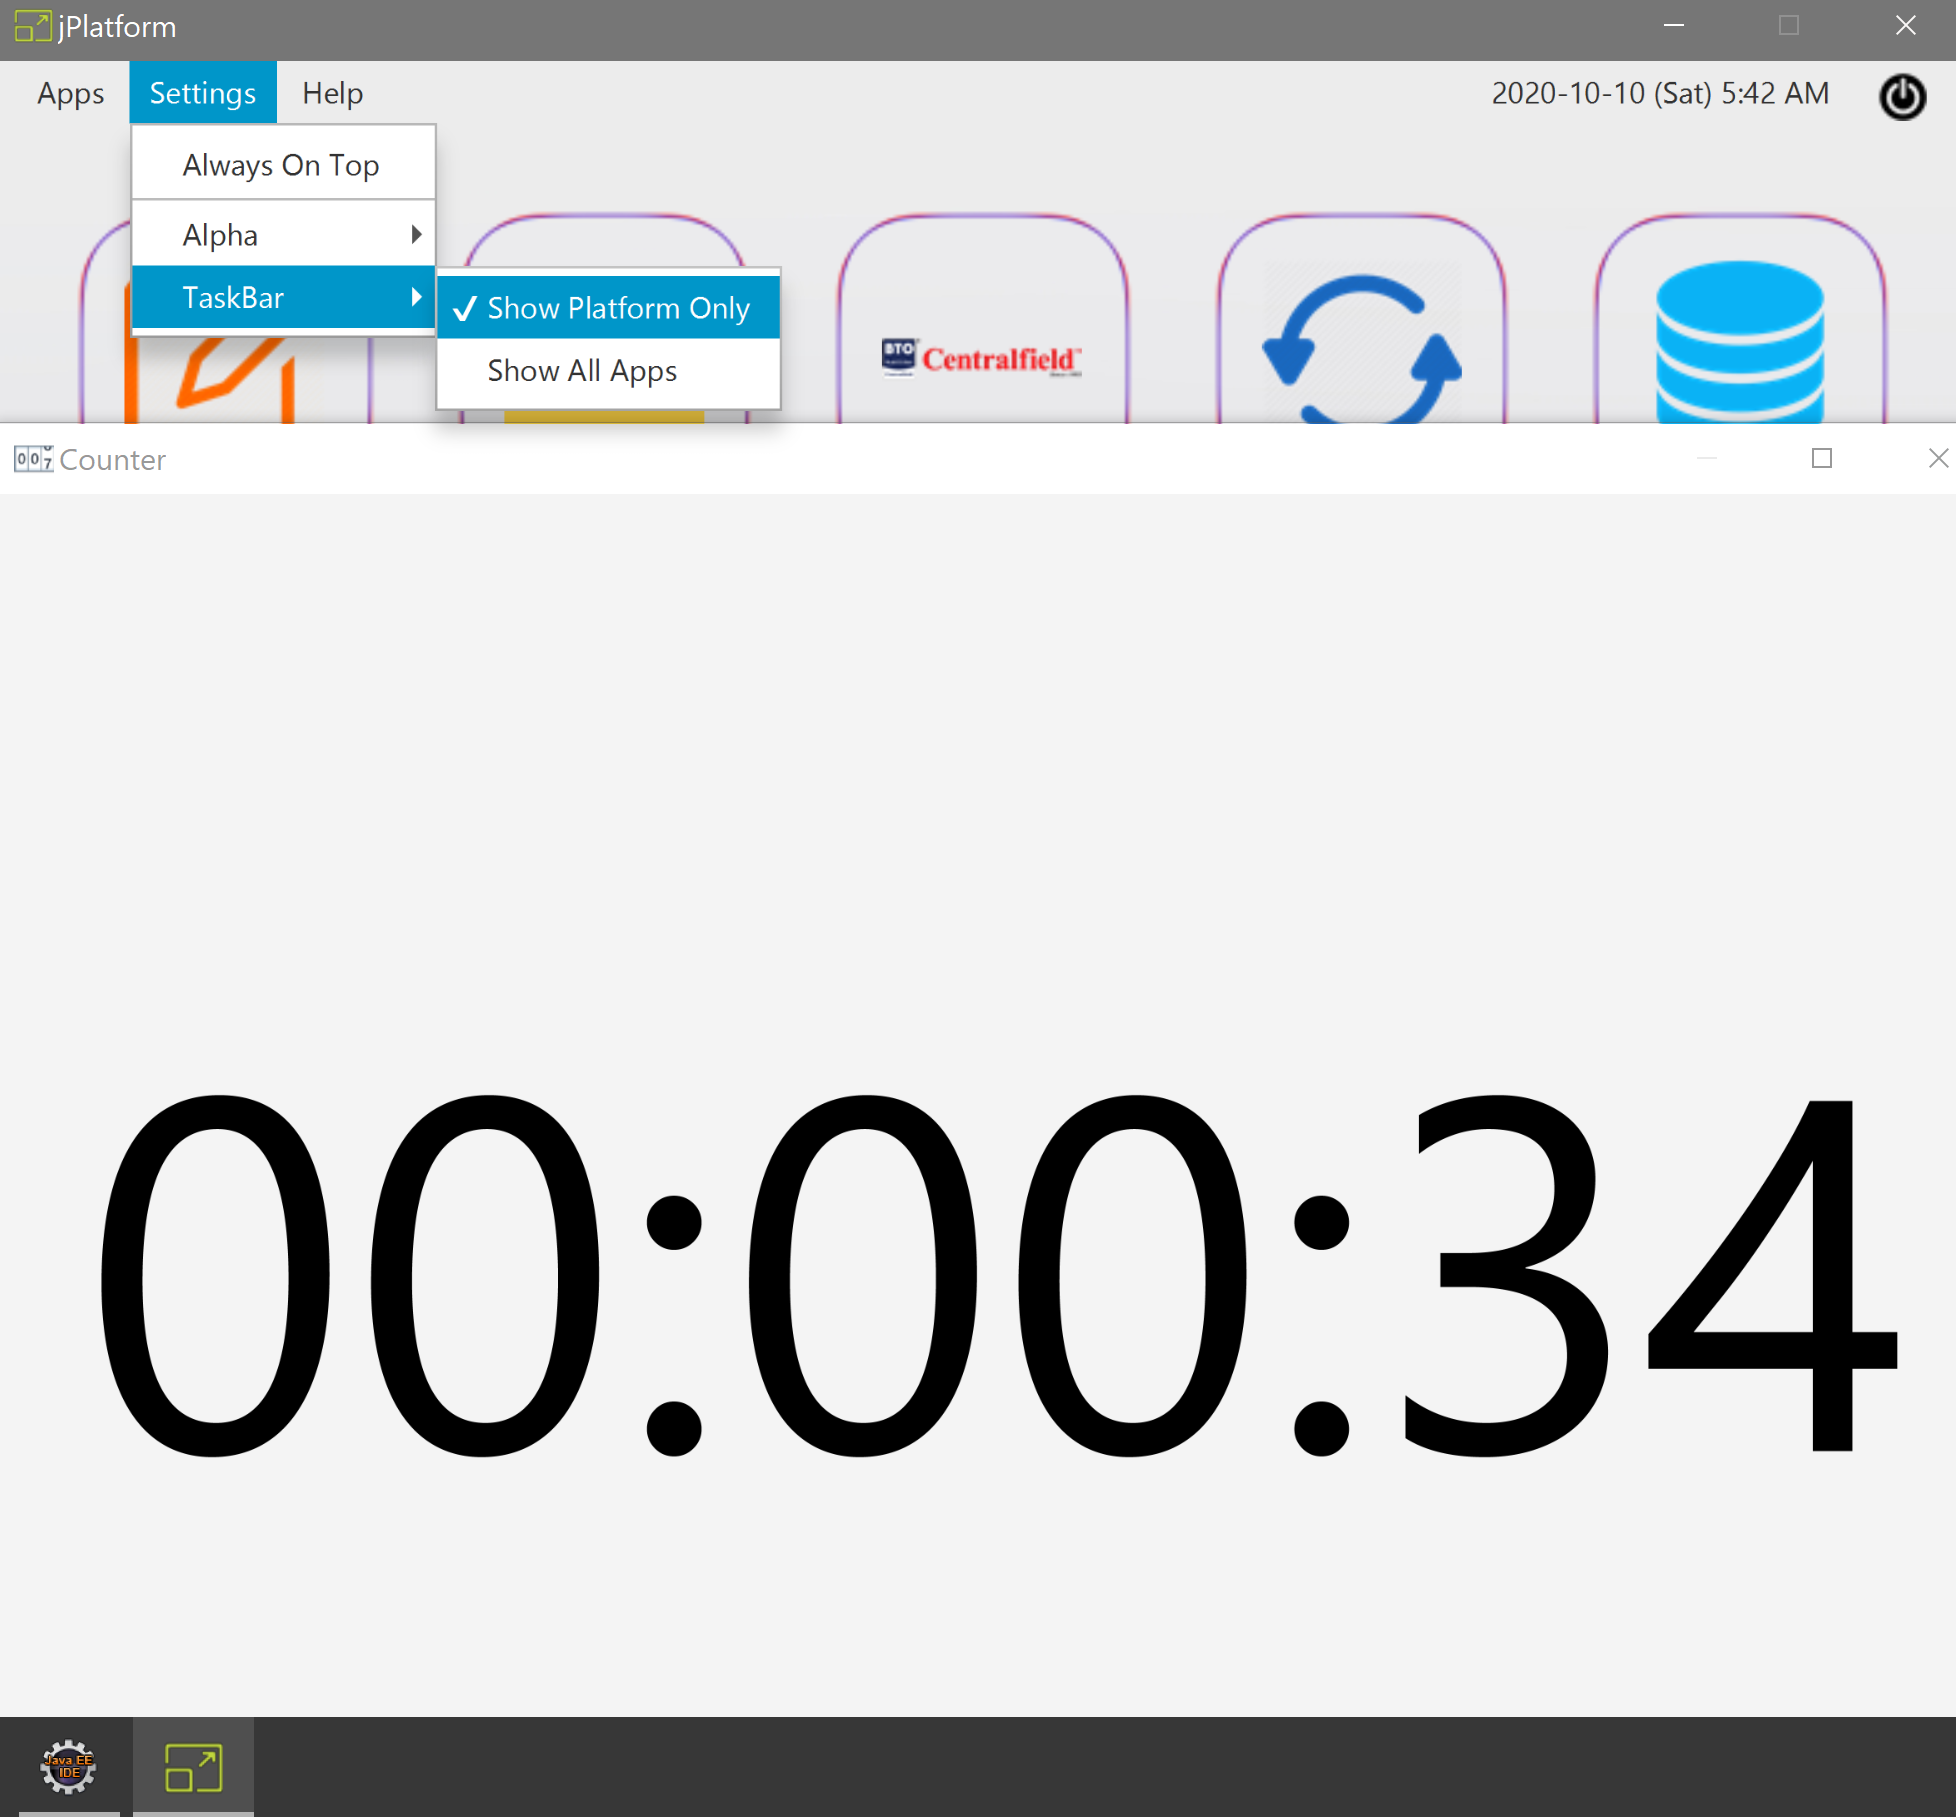 jPlatform
Apps Settings Help 2020-10-10 (Sat) 5:42 AM
Always On Top
Alpha
TaskBar
Show Platform Only
Show All Apps
BTO Centralfield
007 Counter
00:00:34
Java EE
IDE